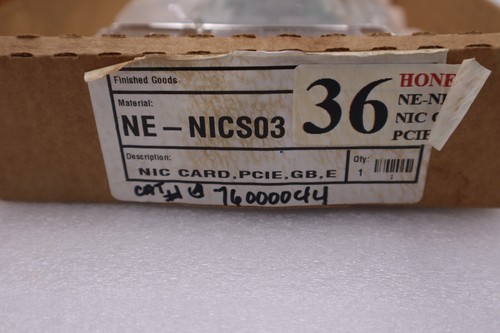 Finished Goods
Material:
NE-NICS03
Description:
NIC CARD,PCIE,GB,E
Qty:
1
36
HONE
NE-NI
NIC C
PCIE
CAT# 76000044